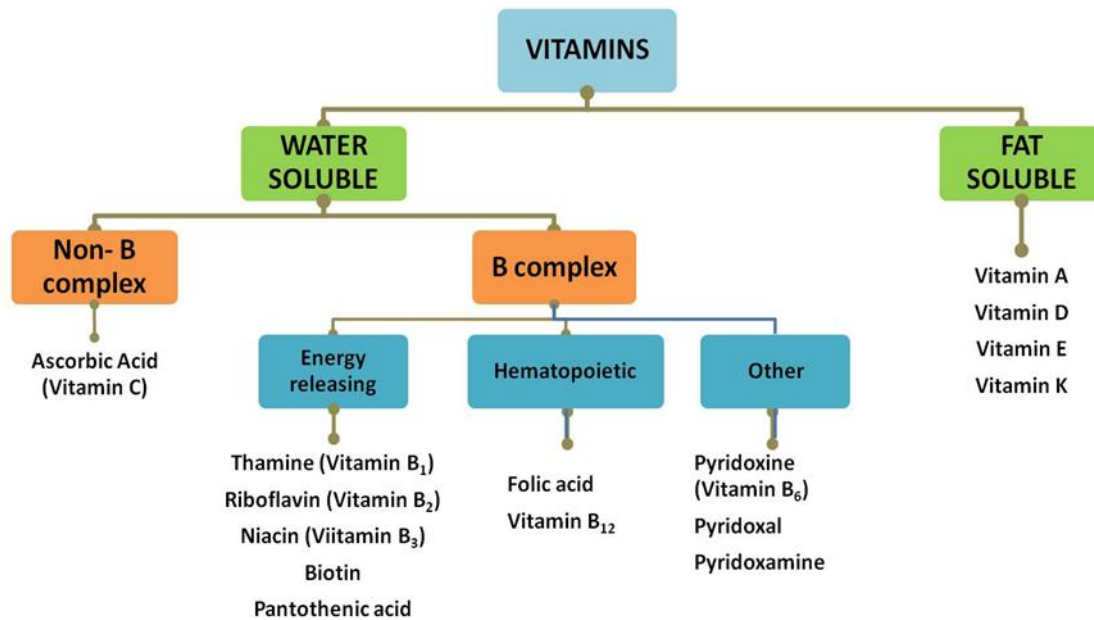 VITAMINS
WATER
SOLUBLE
FAT
SOLUBLE
Non- B
complex
B complex
Ascorbic Acid
(Vitamin C)
Energy
releasing
Hematopoietic
Other
Vitamin A
Vitamin D
Vitamin E
Vitamin K
Thamine (Vitamin B₁)
Riboflavin (Vitamin B₂)
Niacin (Viitamin B₃)
Biotin
Pantothenic acid
Folic acid
Vitamin B₁₂
Pyridoxine
(Vitamin B₆)
Pyridoxal
Pyridoxamine